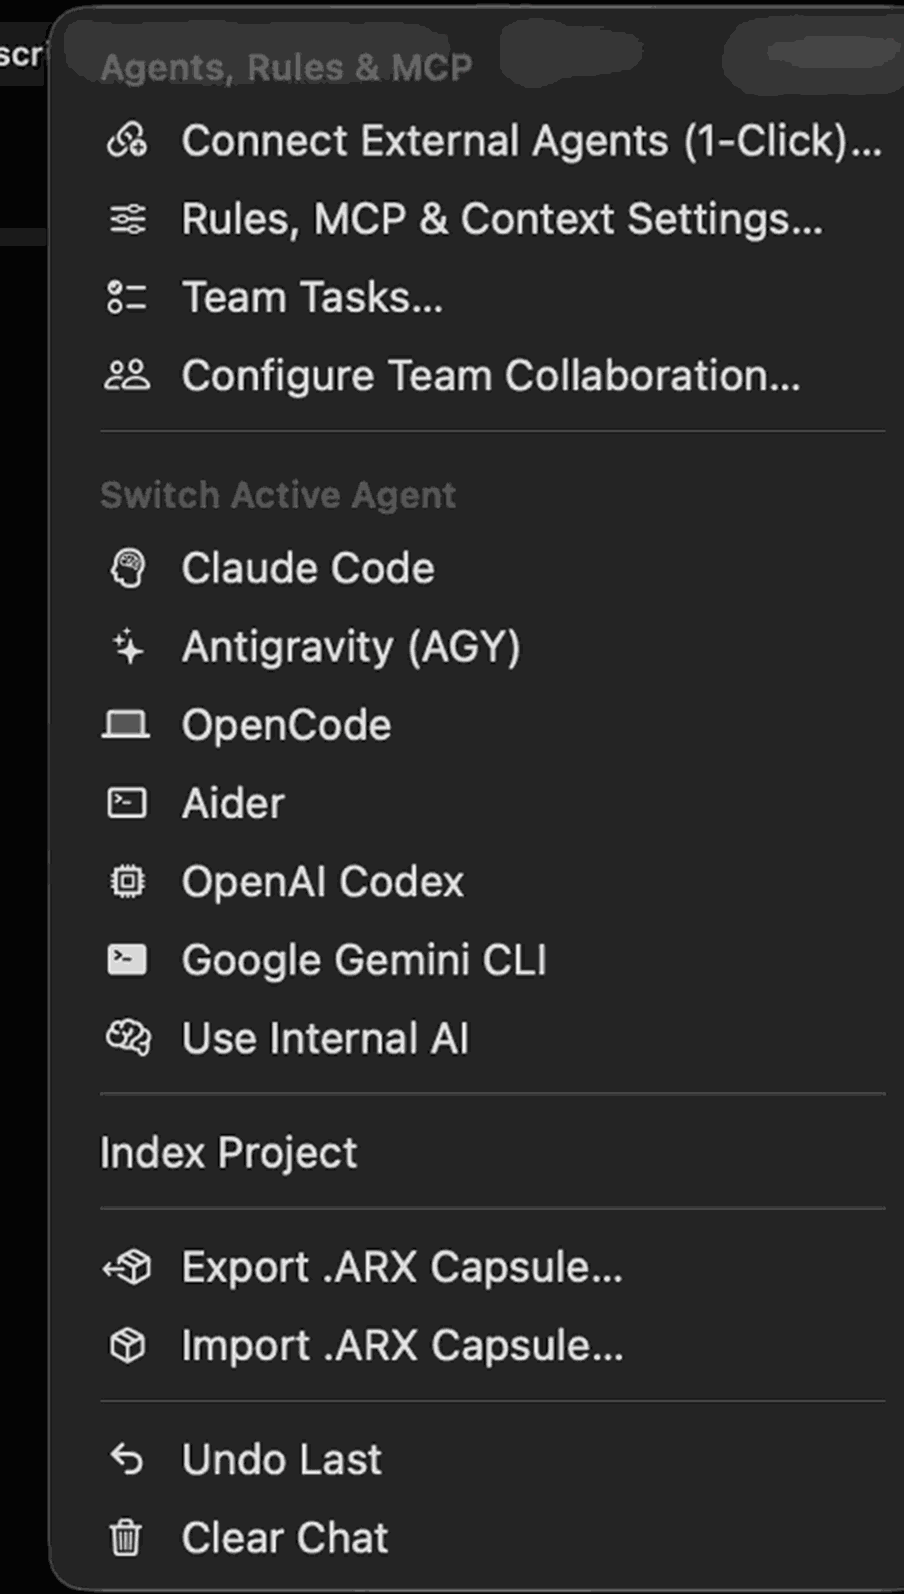 scri
Agents, Rules & MCP
Connect External Agents (1-Click)...
Rules, MCP & Context Settings...
Team Tasks...
Configure Team Collaboration...
Switch Active Agent
Claude Code
Antigravity (AGY)
OpenCode
Aider
OpenAI Codex
Google Gemini CLI
Use Internal AI
Index Project
Export .ARX Capsule...
Import .ARX Capsule...
Undo Last
Clear Chat